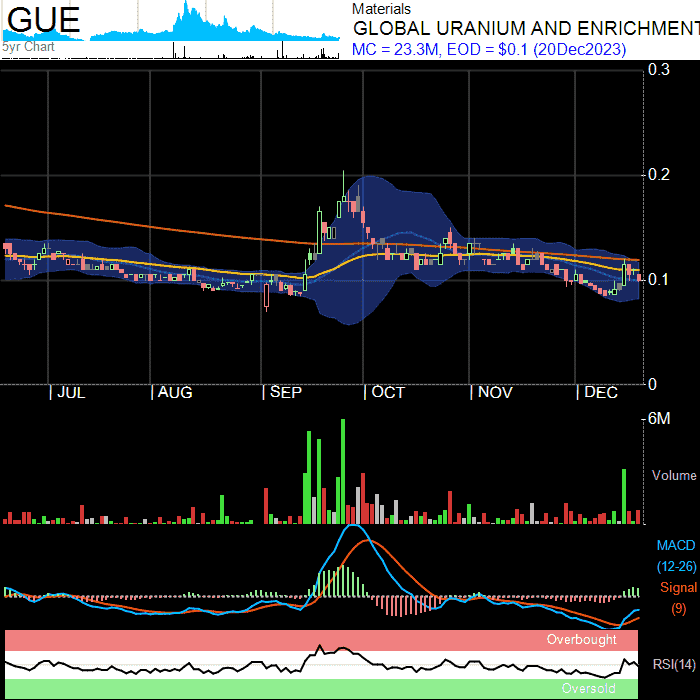 GUE
5yr Chart
Materials
GLOBAL URANIUM AND ENRICHMENT
MC = 23.3M, EOD = $0.1 (20Dec2023)
0.3
0.2
0.1
0
| JUL | AUG | SEP | OCT | NOV | DEC
6M
Volume
MACD
(12-26)
Signal
(9)
Overbought
RSI(14)
Oversold